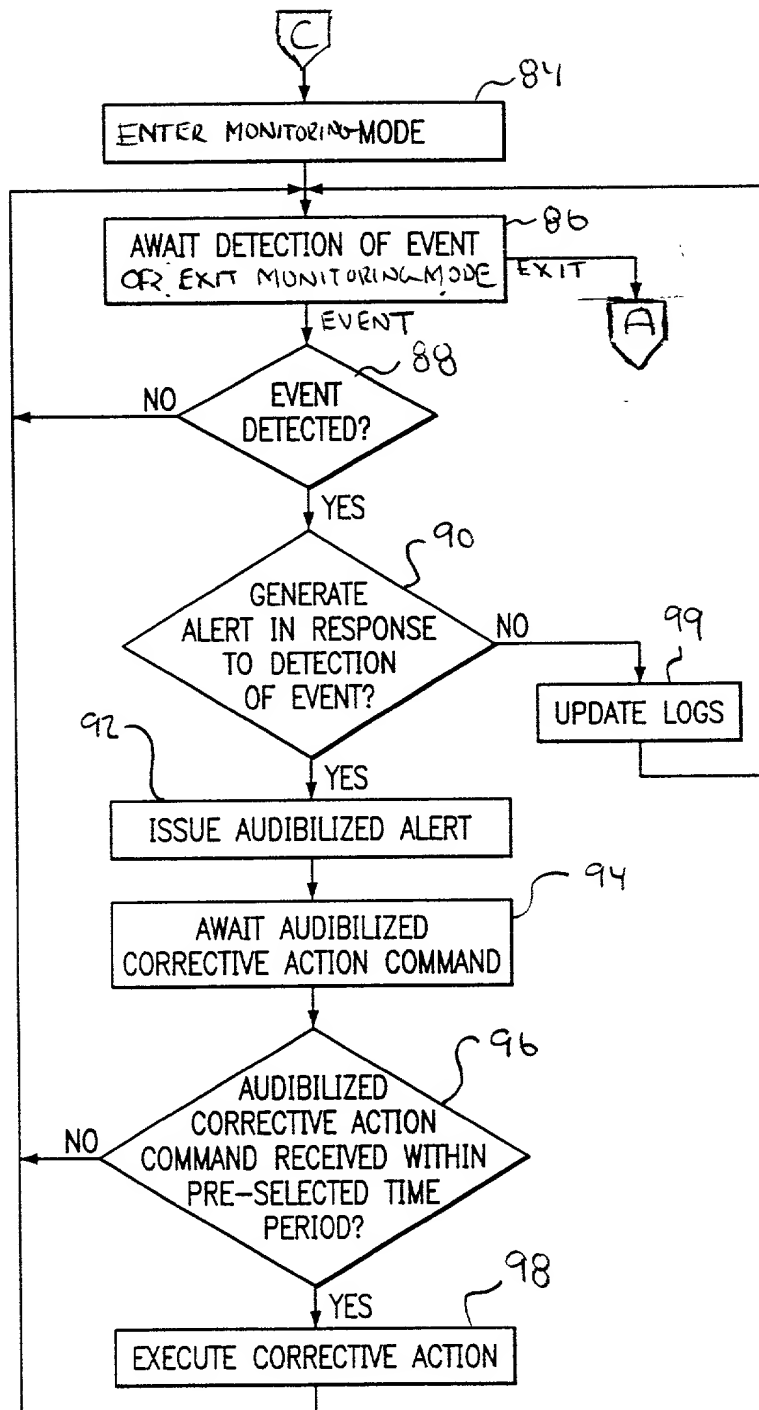 C
84
ENTER MONITORING MODE
86
AWAIT DETECTION OF EVENT
OR EXIT MONITORING MODE
EXIT
A
EVENT
88
EVENT
DETECTED?
NO
YES
90
GENERATE
ALERT IN RESPONSE
TO DETECTION
OF EVENT?
NO
99
UPDATE LOGS
92
YES
ISSUE AUDIBILIZED ALERT
94
AWAIT AUDIBILIZED
CORRECTIVE ACTION COMMAND
96
AUDIBILIZED
CORRECTIVE ACTION
COMMAND RECEIVED WITHIN
PRE-SELECTED TIME
PERIOD?
NO
YES
98
EXECUTE CORRECTIVE ACTION